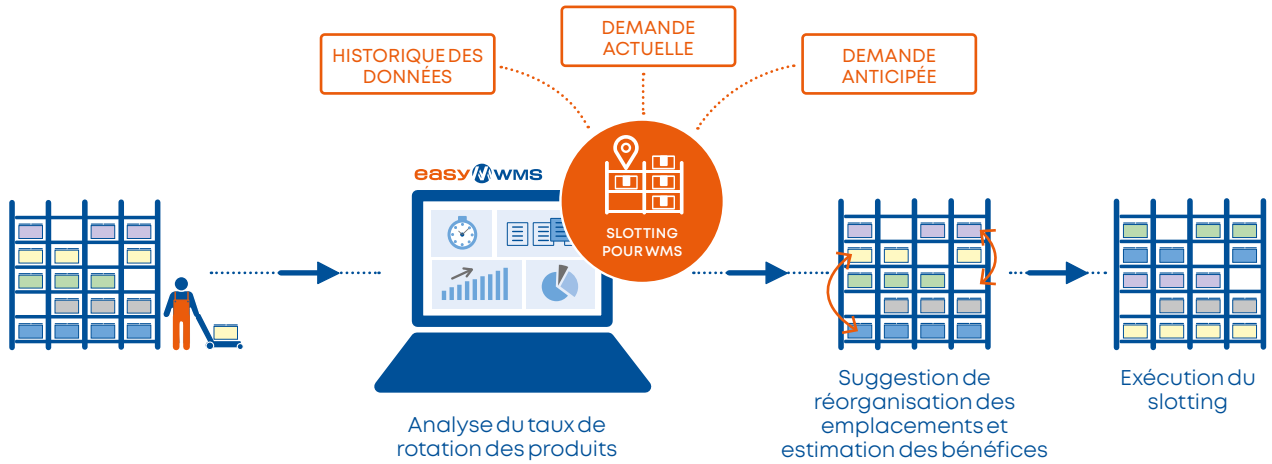 HISTORIQUE DES
DONNÉES
DEMANDE
ACTUELLE
DEMANDE
ANTICIPÉE
easy WMS
SLOTTING
POUR WMS
Analyse du taux de
rotation des produits
Suggestion de
réorganisation des
emplacements et
estimation des bénéfices
Exécution du
slotting